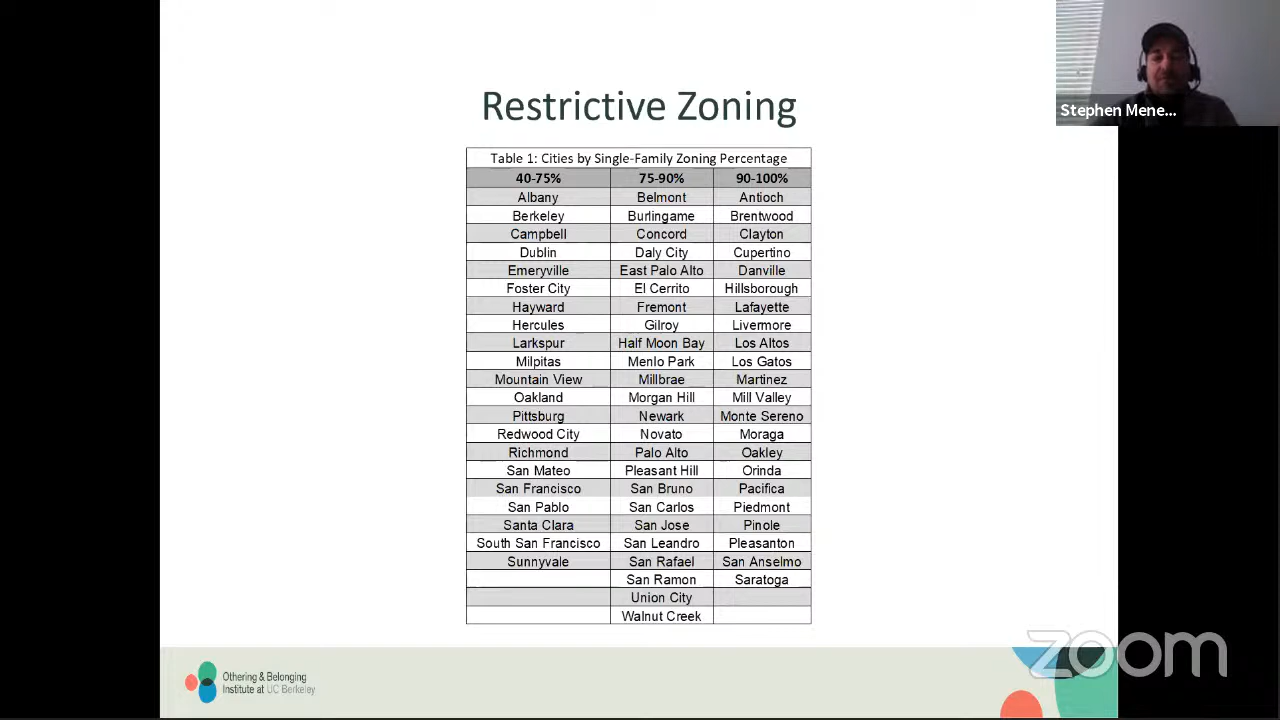 Restrictive Zoning
Stephen Mene...
Table 1: Cities by Single-Family Zoning Percentage
40-75% 75-90% 90-100%
Albany Belmont Antioch
Berkeley Burlingame Brentwood
Campbell Concord Clayton
Dublin Daly City Cupertino
Emeryville East Palo Alto Danville
Foster City El Cerrito Hillsborough
Hayward Fremont Lafayette
Hercules Gilroy Livermore
Larkspur Half Moon Bay Los Altos
Milpitas Menlo Park Los Gatos
Mountain View Millbrae Martinez
Oakland Morgan Hill Mill Valley
Pittsburg Newark Monte Sereno
Redwood City Novato Moraga
Richmond Palo Alto Oakley
San Mateo Pleasant Hill Orinda
San Francisco San Bruno Pacifica
San Pablo San Carlos Piedmont
Santa Clara San Jose Pinole
South San Francisco San Leandro Pleasanton
Sunnyvale San Rafael San Anselmo
San Ramon Saratoga
Union City
Walnut Creek
Othering & Belonging
Institute at UC Berkeley
zoom